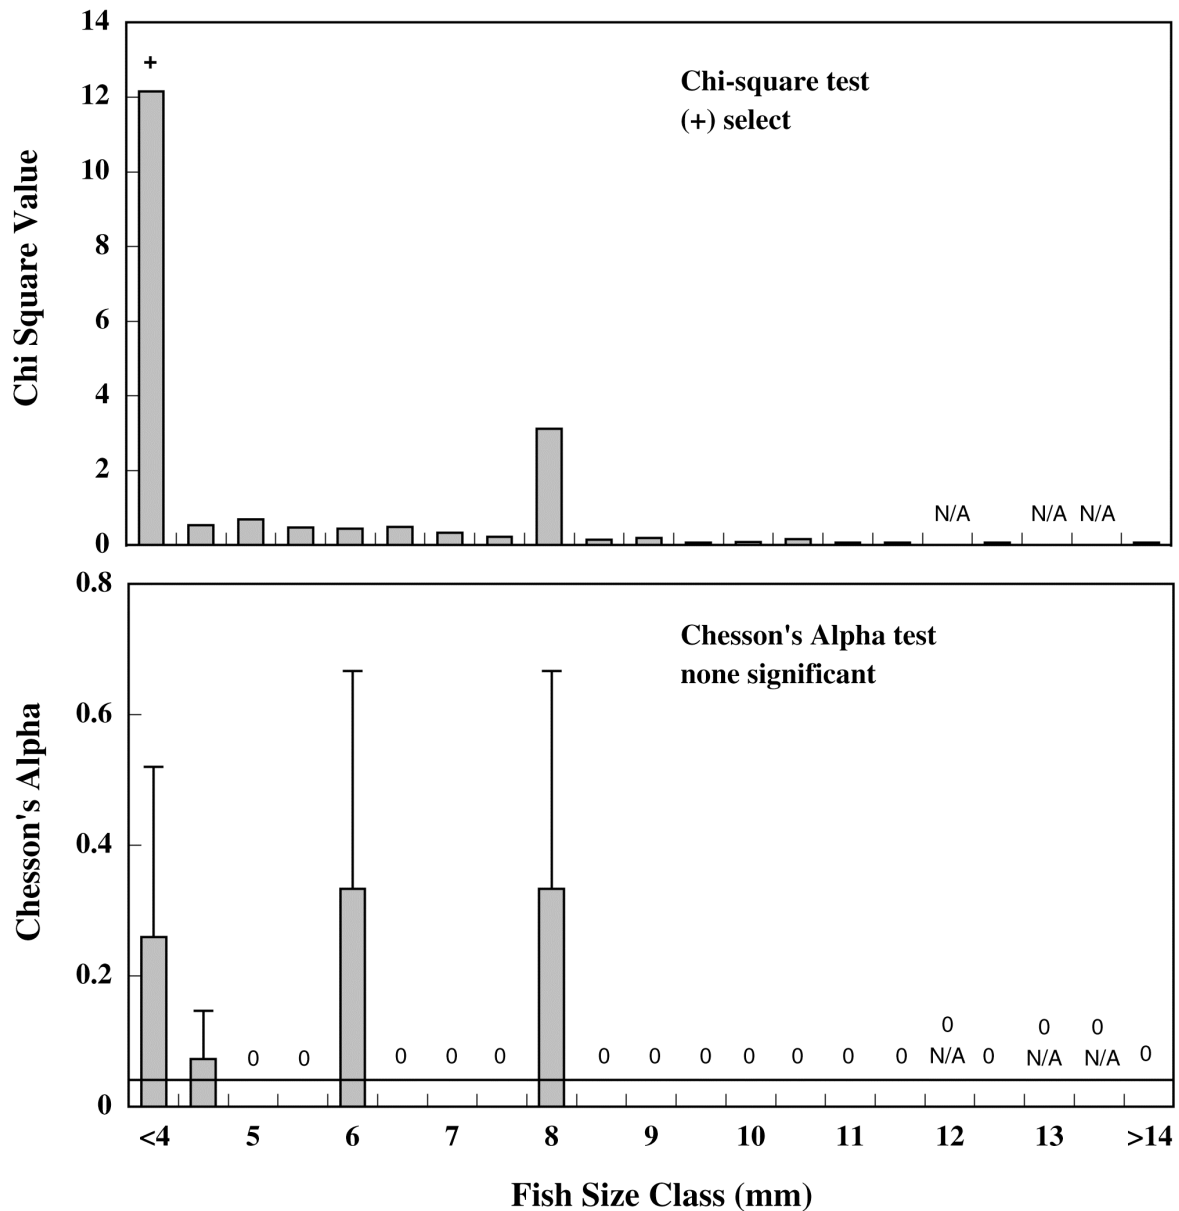 14
12
10
8
6
4
2
0
Chi Square Value
+
Chi-square test
(+) select
N/A N/A N/A
0.8
0.6
0.4
0.2
0
Chesson's Alpha
Chesson's Alpha test
none significant
0 0 0
0 0 0 0 0 0 0 0 0 0 0 0 0 0
N/A N/A N/A
<4 5 6 7 8 9 10 11 12 13 >14
Fish Size Class (mm)